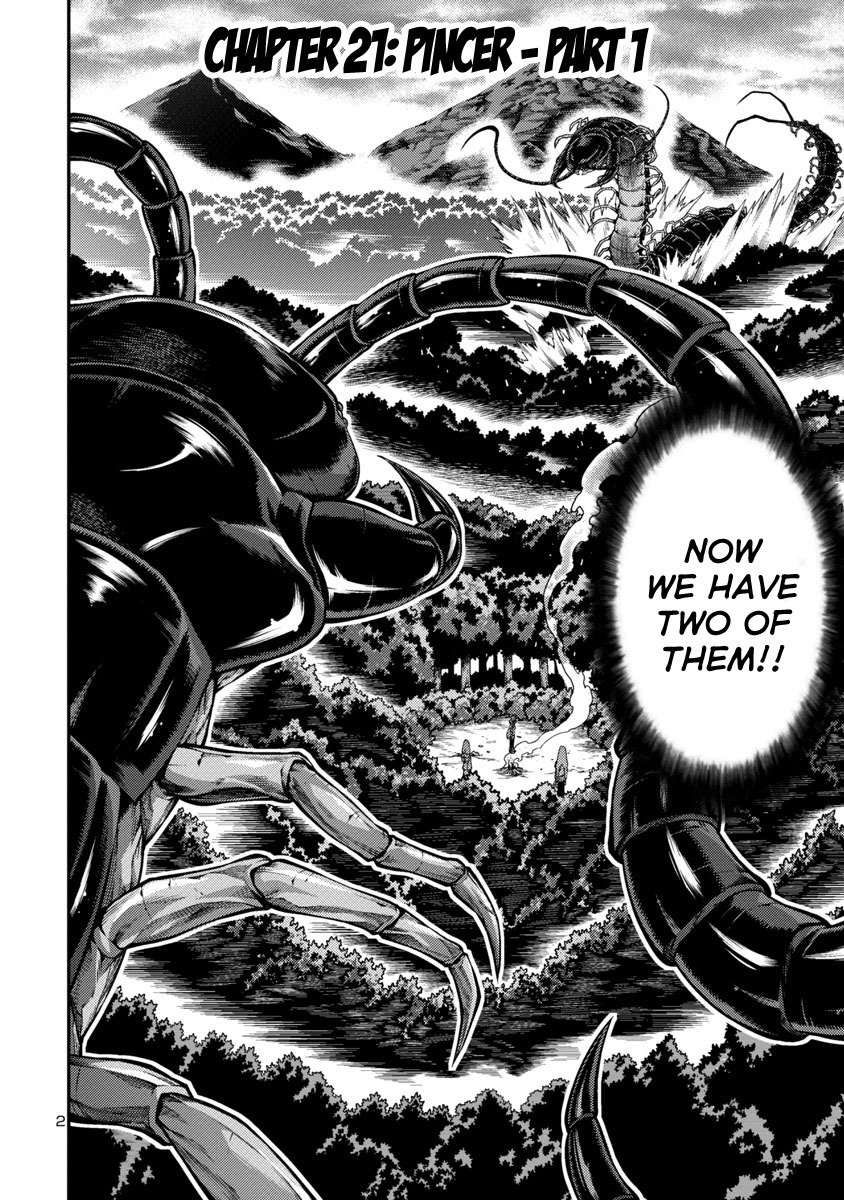 CHAPTER 21: PINCER - PART 1
NOW
WE HAVE
TWO OF
THEM!!
2